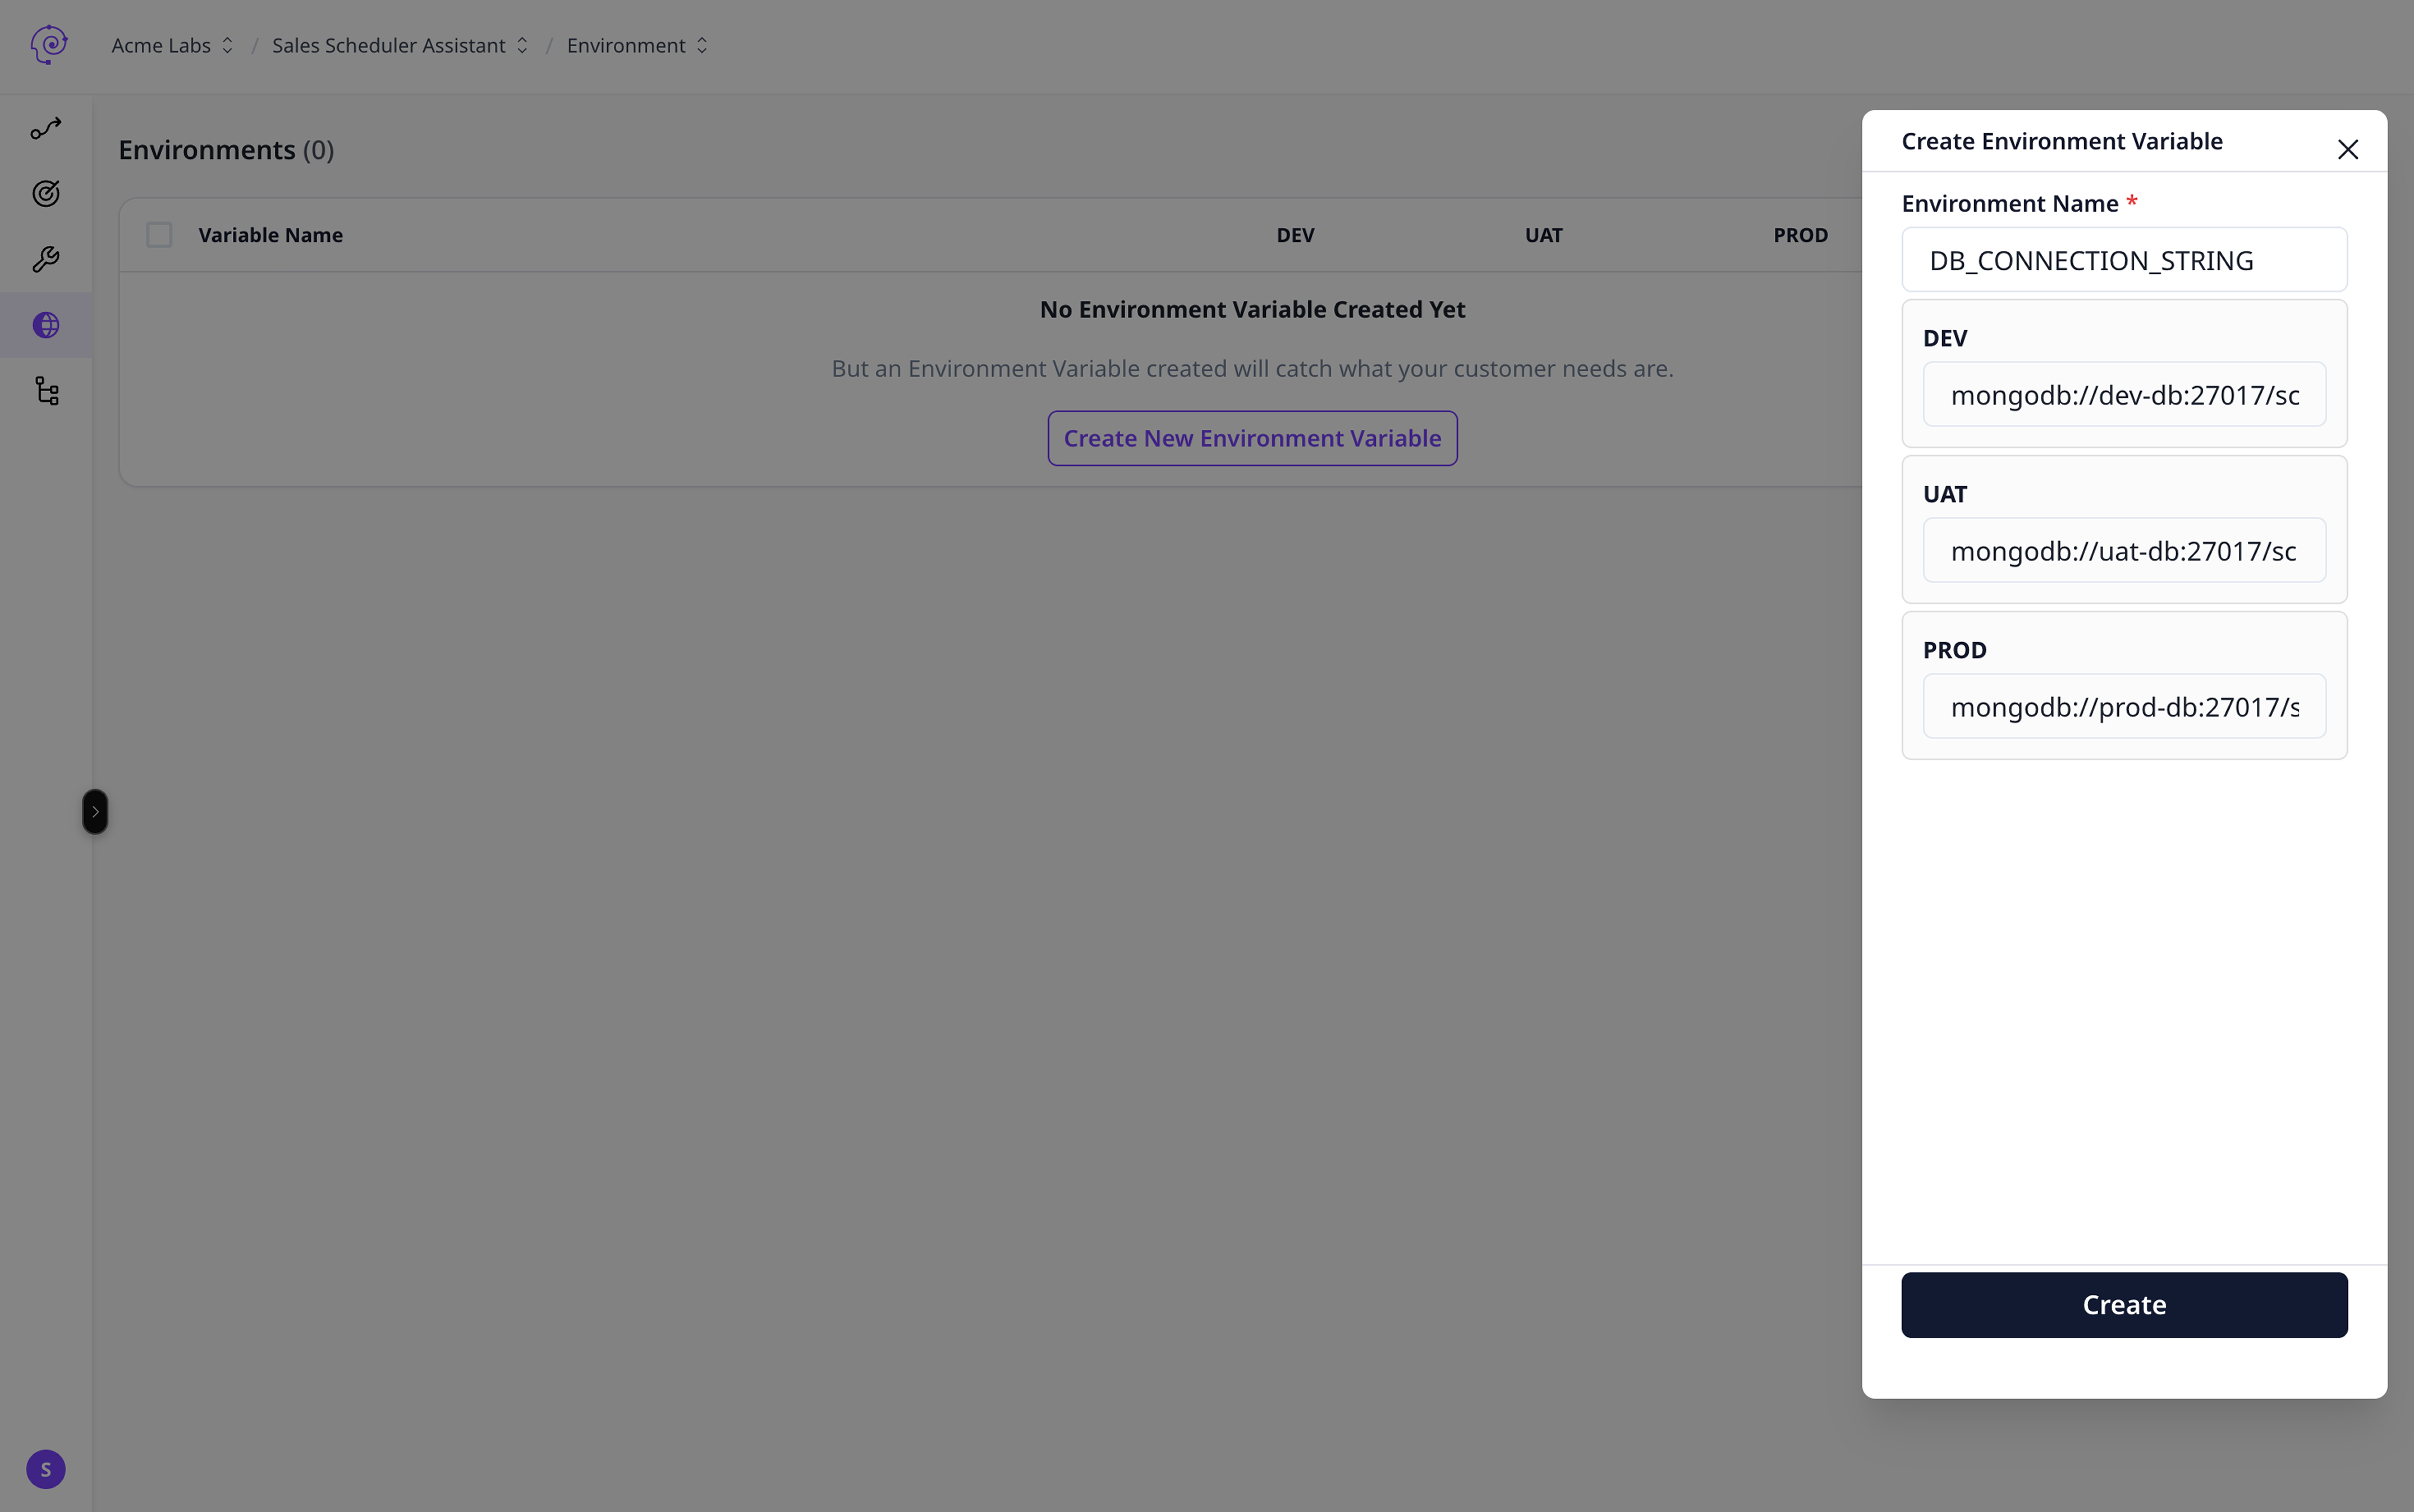 Acme Labs / Sales Scheduler Assistant / Environment
Environments (0)
Variable Name DEV UAT PROD
No Environment Variable Created Yet
But an Environment Variable created will catch what your customer needs are.
Create New Environment Variable
S
Create Environment Variable
Environment Name *
DB_CONNECTION_STRING
DEV
mongodb://dev-db:27017/sc
UAT
mongodb://uat-db:27017/sc
PROD
mongodb://prod-db:27017/s
Create